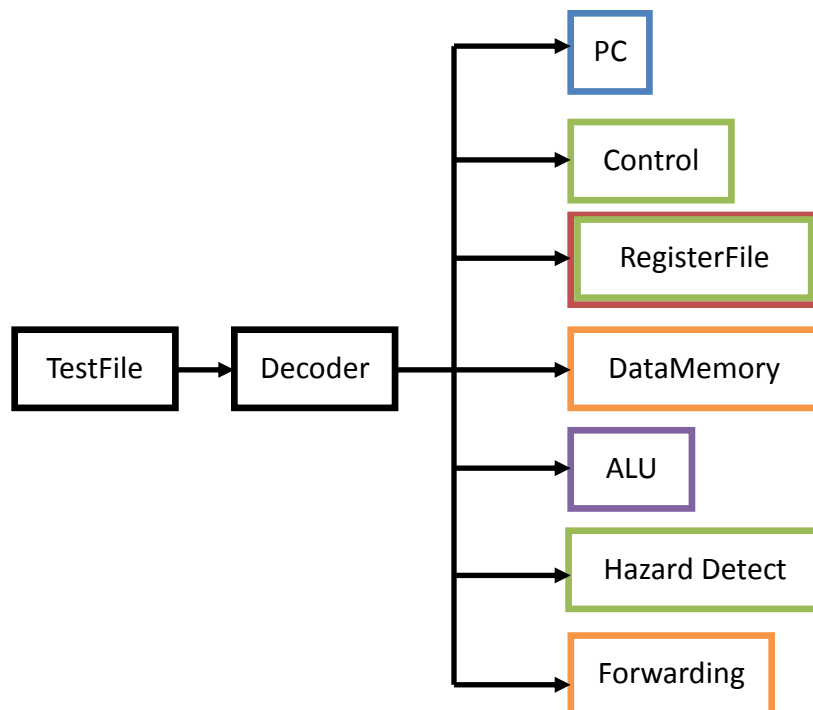 PC
Control
RegisterFile
TestFile
Decoder
DataMemory
ALU
Hazard Detect
Forwarding